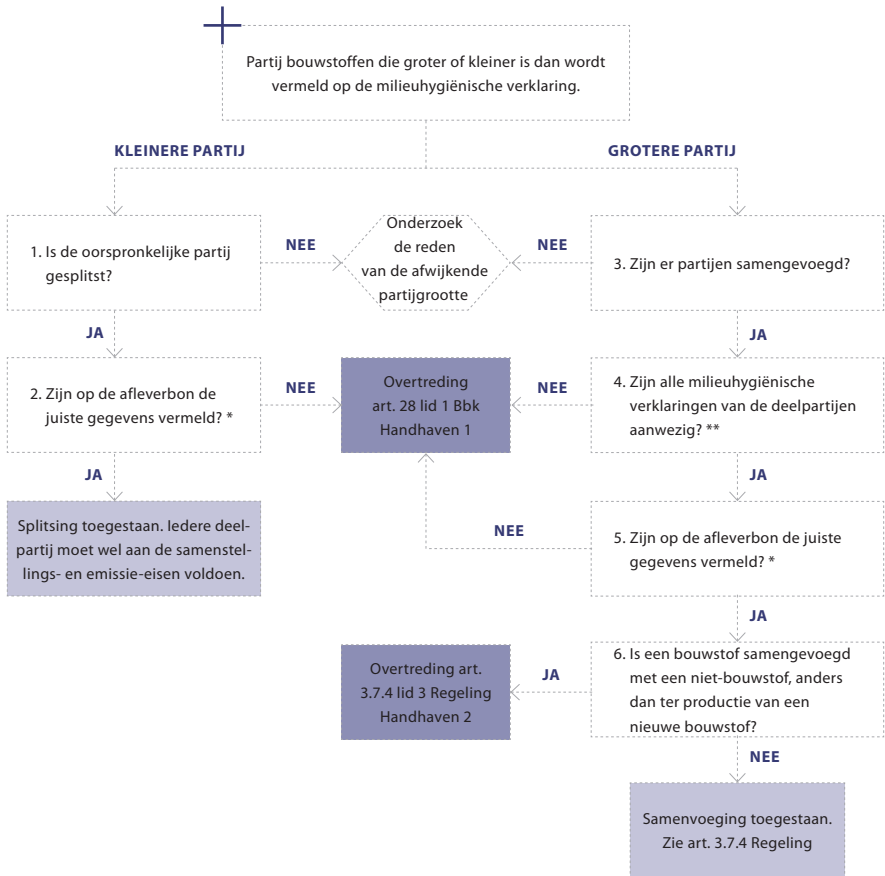 Partij bouwstoffen die groter of kleiner is dan wordt
vermeld op de milieuhygiënische verklaring.
KLEINERE PARTIJ
GROTERE PARTIJ
1. Is de oorspronkelijke partij
gesplitst?
NEE
Onderzoek
de reden
van de afwijkende
partijgrootte
NEE
3. Zijn er partijen samengevoegd?
JA
JA
2. Zijn op de afleverbon de
juiste gegevens vermeld? *
NEE
Overtreding
art. 28 lid 1 Bbk
Handhaven 1
NEE
4. Zijn alle milieuhygiënische
verklaringen van de deelpartijen
aanwezig? **
JA
JA
Splitsing toegestaan. Iedere deel-
partij moet wel aan de samenstel-
lings- en emissie-eisen voldoen.
NEE
5. Zijn op de afleverbon de juiste
gegevens vermeld? *
JA
Overtreding art.
3.7.4 lid 3 Regeling
Handhaven 2
JA
6. Is een bouwstof samengevoegd
met een niet-bouwstof, anders
dan ter productie van een
nieuwe bouwstof?
NEE
Samenvoeging toegestaan.
Zie art. 3.7.4 Regeling